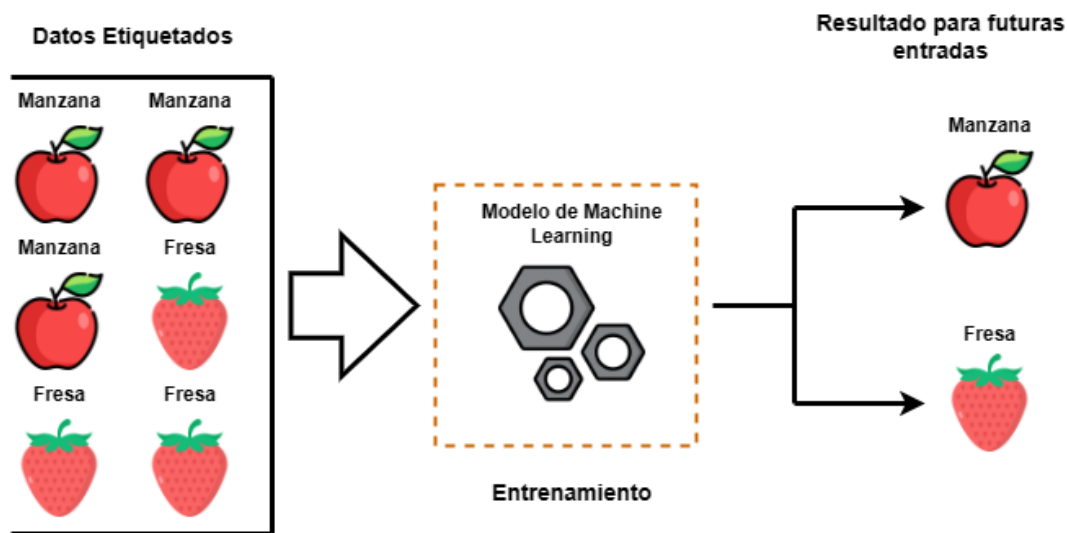 Datos Etiquetados
Manzana Manzana
Manzana Fresa
Fresa Fresa
Modelo de Machine
Learning
Entrenamiento
Resultado para futuras
entradas
Manzana
Fresa